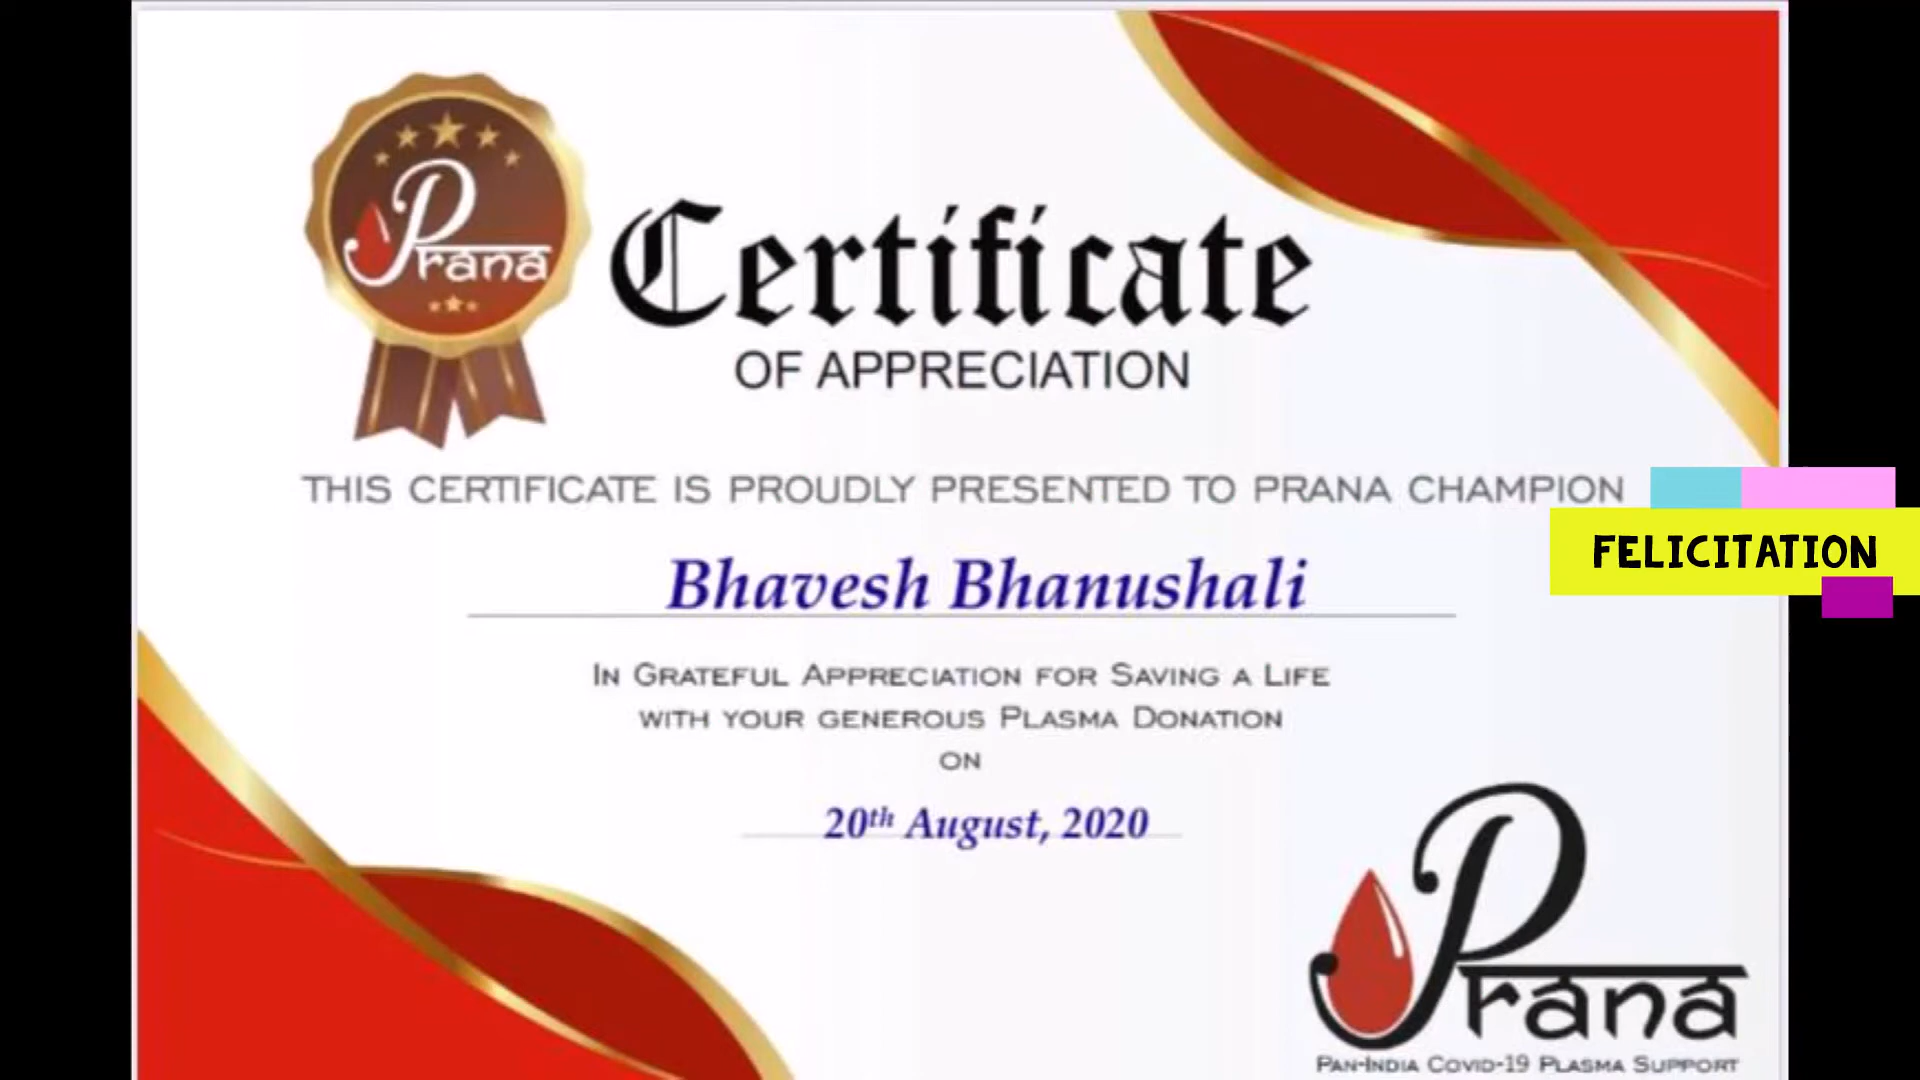 Prana
Certificate
OF APPRECIATION
THIS CERTIFICATE IS PROUDLY PRESENTED TO PRANA CHAMPION
FELICITATION
Bhavesh Bhanushali
IN GRATEFUL APPRECIATION FOR SAVING A LIFE
WITH YOUR GENEROUS PLASMA DONATION
ON
20th August, 2020
Prana
PAN-INDIA COVID-19 PLASMA SUPPORT